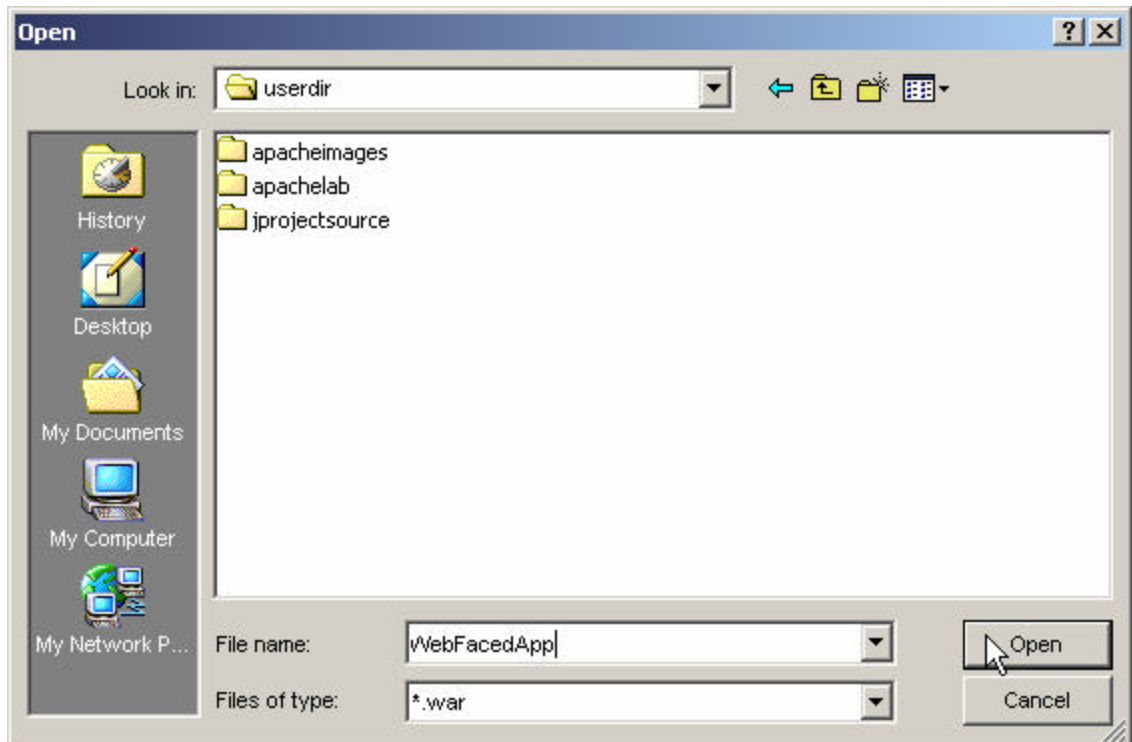 Open
Look in: userdir
apacheimages
apachelab
jprojectsource
History
Desktop
My Documents
My Computer
My Network P...
File name: WebFacedApp Open
Files of type: *.war Cancel